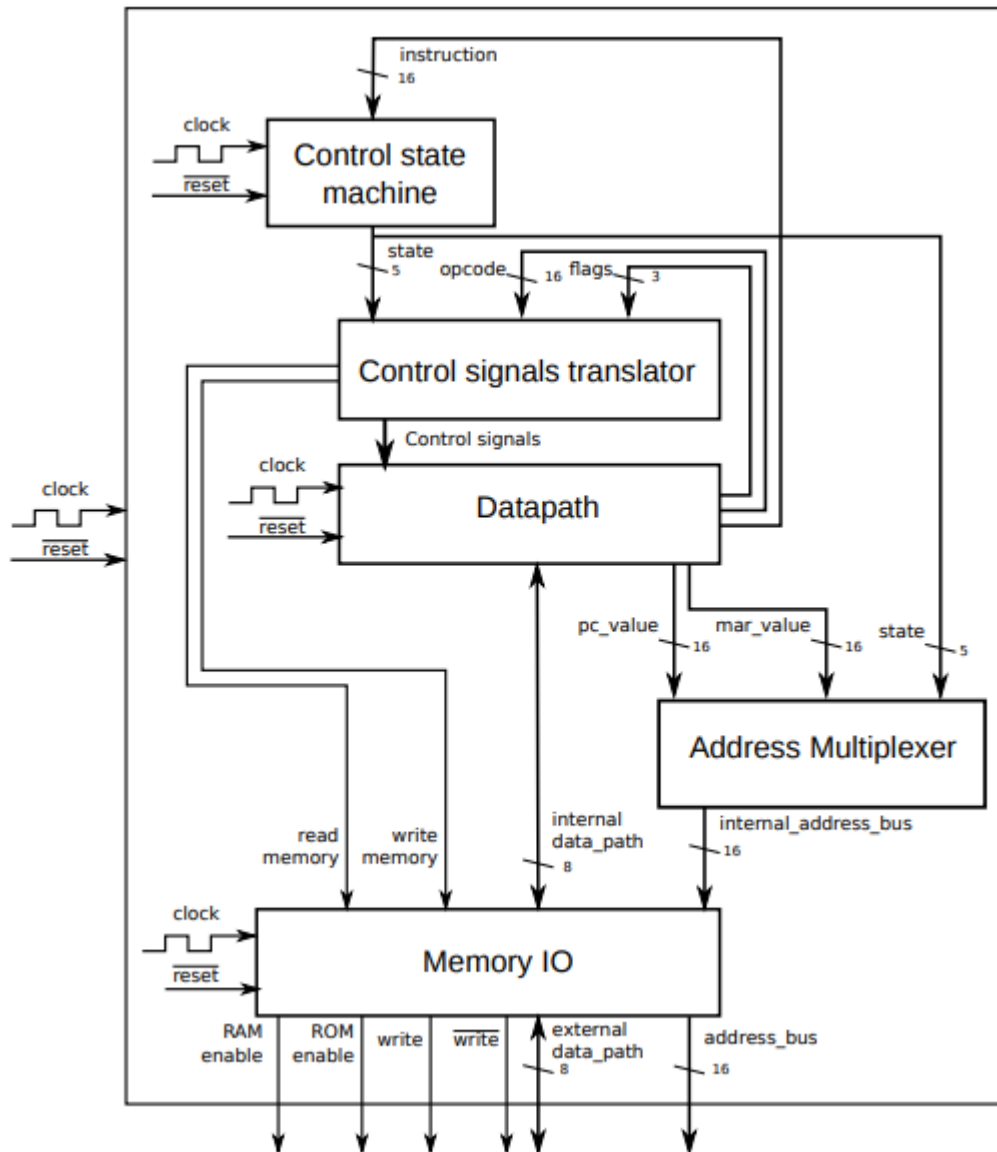 instruction
16
clock
reset
Control state
machine
state
5
opcode
16
flags
3
Control signals translator
Control signals
clock
reset
Datapath
clock
reset
pc_value
16
mar_value
16
state
5
Address Multiplexer
internal_address_bus
16
read
memory
write
memory
internal
data_path
8
clock
reset
Memory IO
RAM
enable
ROM
enable
write
write
external
data_path
8
address_bus
16